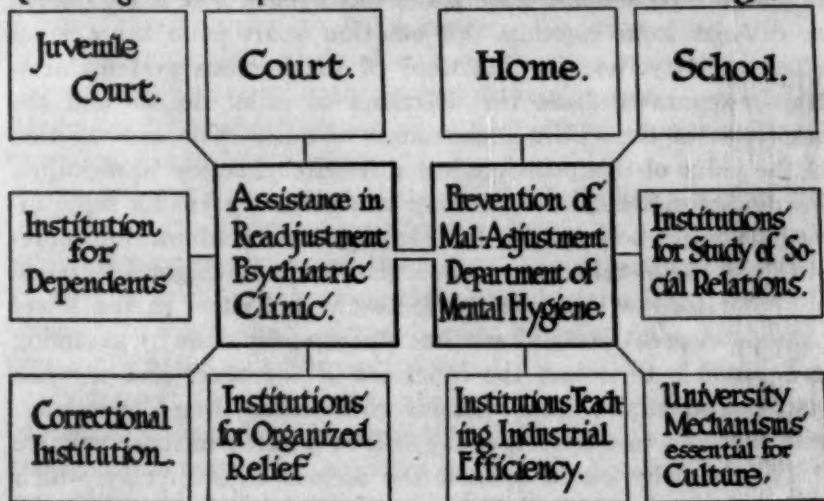 Juvenile
Court.
Court.
Home.
School.
Institution
for
Dependents
Assistance in
Readjustment
Psychiatric
Clinic.
Prevention of
Mal-Adjustment
Department of
Mental Hygiene.
Institutions
for Study of So-
cial Relations.
Correctional
Institution.
Institutions
for Organized
Relief
Institutions Teach-
ing Industrial
Efficiency.
University
Mechanisms
essential for
Culture.